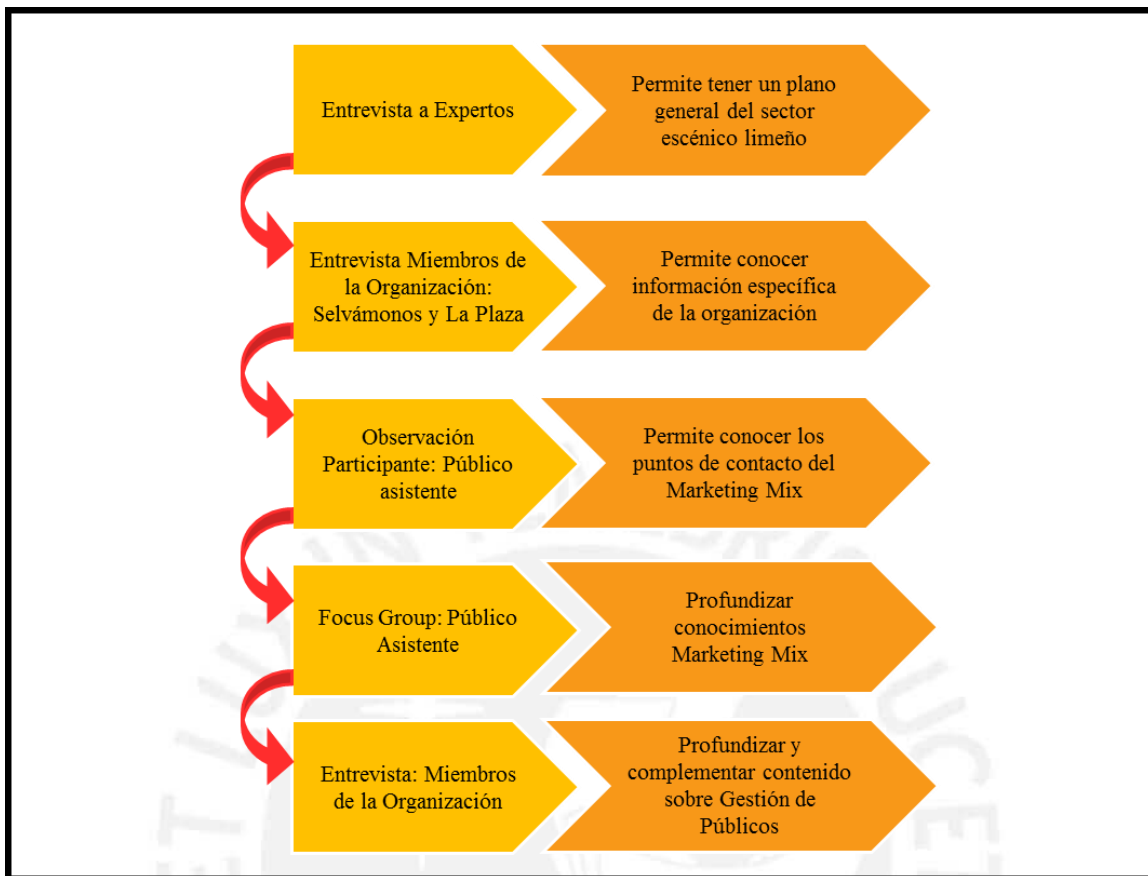 Entrevista a Expertos
Permite tener un plano
general del sector
escénico limeño
Entrevista Miembros de
la Organización:
Selvámonos y La Plaza
Permite conocer
información específica
de la organización
Observación
Participante: Público
asistente
Permite conocer los
puntos de contacto del
Marketing Mix
Focus Group: Público
Asistente
Profundizar
conocimientos
Marketing Mix
Entrevista: Miembros
de la Organización
Profundizar y
complementar contenido
sobre Gestión de
Públicos